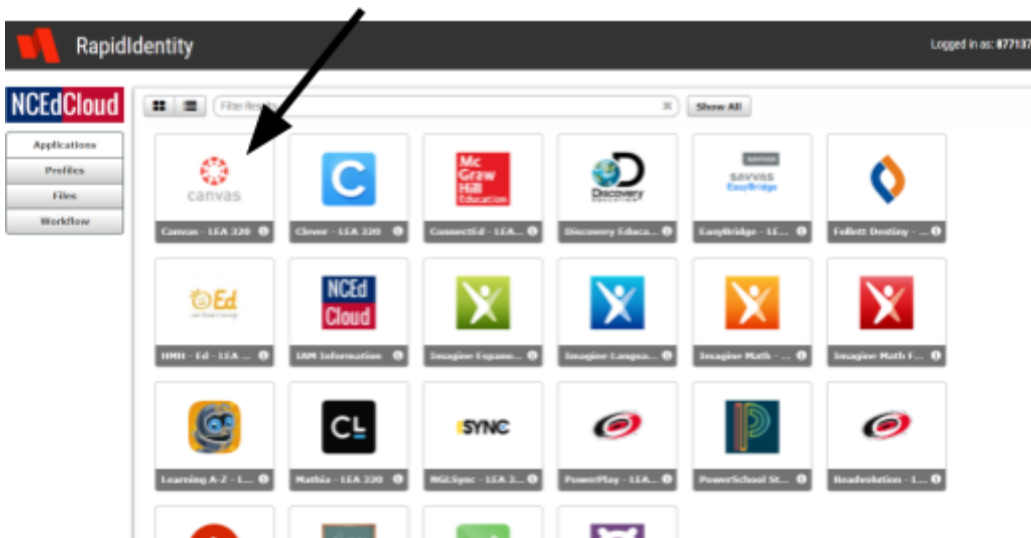 RapidIdentity
Logged in as: 877137
NCEdCloud
Filter Results
Show All
Applications
Profiles
Files
Workflow
canvas
C
Mc
Graw
Hill
Education
D
Discovery
EDUCATION
SAVVAS
SAVVAS
EasyBridge
Canvas - LEA 320
Clever - LEA 320
ConnectEd - LEA...
Discovery Educa...
EasyBridge - LE...
Follett Destiny - ...
Ed
NCEd
Cloud
HMH - Ed - LEA ...
IAM Information
Imagine Espano...
Imagine Langua...
Imagine Math - ...
Imagine Math F...
CL
SYNC
P
Learning A-Z - L...
Mathia - LEA 320
NGLSync - LEA 3...
PowerPlay - LEA...
PowerSchool St...
Readvolution - L...